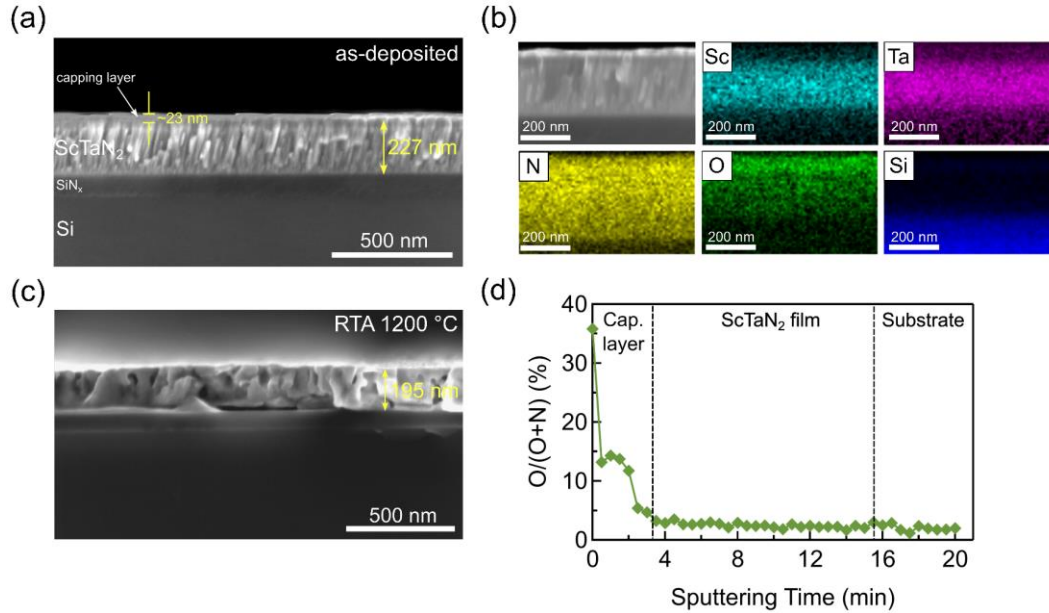 (a)
as-deposited
capping layer
~23 nm
ScTaN₂
227 nm
SiNₓ
Si
500 nm
(b)
200 nm
Sc
200 nm
Ta
200 nm
N
200 nm
O
200 nm
Si
200 nm
(c)
RTA 1200 °C
195 nm
500 nm
(d)
O/(O+N) (%)
40
30
20
10
0
Cap.
layer
ScTaN₂ film
Substrate
0 4 8 12 16 20
Sputtering Time (min)